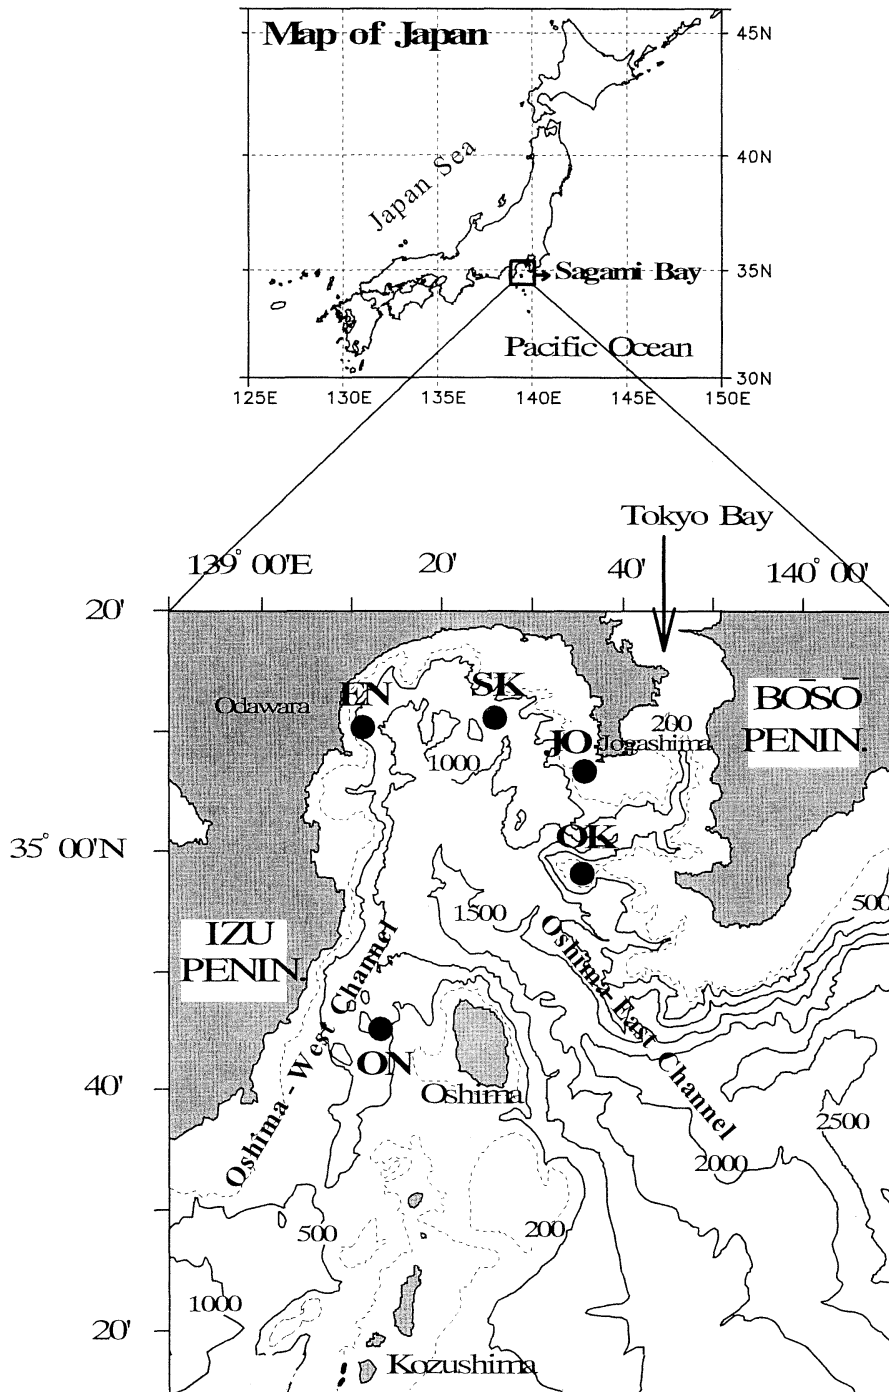 Map of Japan
45N
Japan Sea
40N
35N
Sagami Bay
Pacific Ocean
30N
125E 130E 135E 140E 145E 150E
Tokyo Bay
139° 00'E 20' 40' 140° 00'
20'
EN
SK
BŌSŌ
PENIN.
Odawara
200
JO
Jogashima
1000
OK
35° 00'N
1500
500
IZU
PENIN.
Oshima-West Channel
Oshima-East Channel
ON
40'
Oshima
2500
2000
500
200
1000
20'
Kozushima